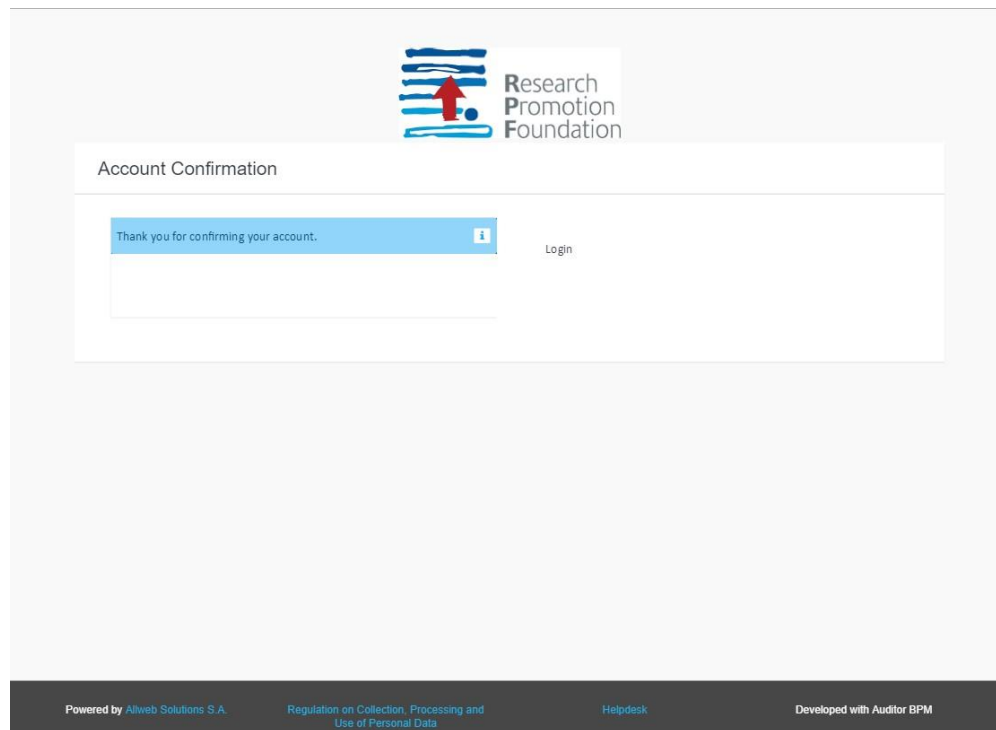 Research
Promotion
Foundation
Account Confirmation
Thank you for confirming your account.
i
Login
Powered by Allweb Solutions S.A.
Regulation on Collection, Processing and
Use of Personal Data
Helpdesk
Developed with Auditor BPM